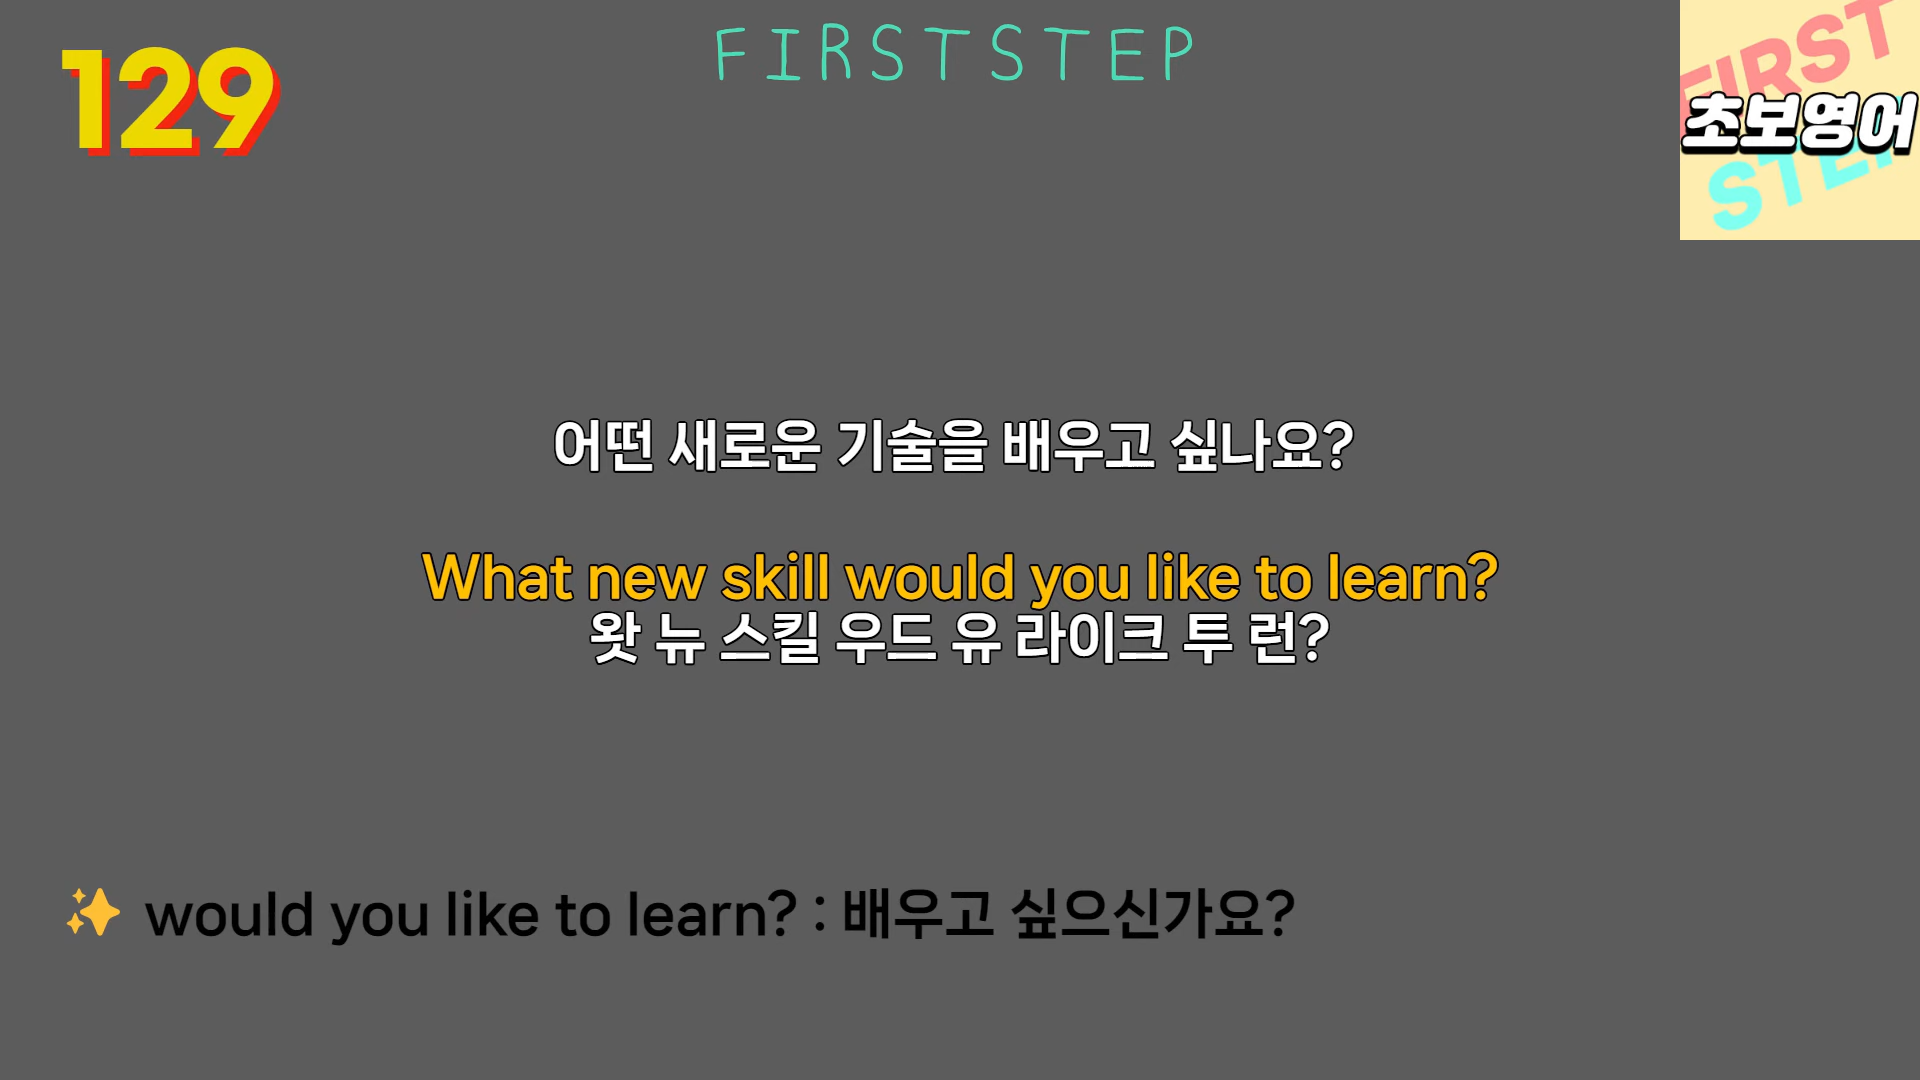 FIRSTSTEP
129
FIRST
초보영어
STEP
어떤 새로운 기술을 배우고 싶나요?
What new skill would you like to learn?
왓 뉴 스킬 우드 유 라이크 투 런?
✨ would you like to learn? : 배우고 싶으신가요?